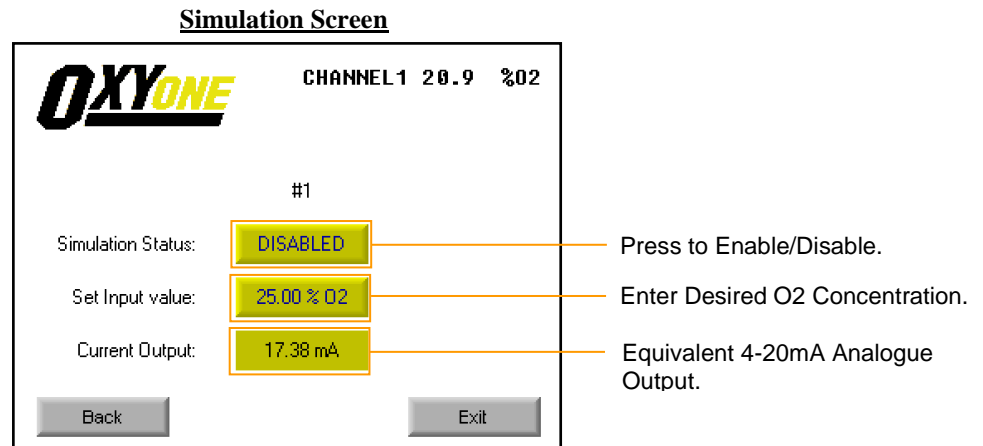 Simulation Screen
OXYONE
CHANNEL1 20.9 %O2
#1
Simulation Status: DISABLED
Press to Enable/Disable.
Set Input value: 25.00 % O2
Enter Desired O2 Concentration.
Current Output: 17.38 mA
Equivalent 4-20mA Analogue
Output.
Back
Exit